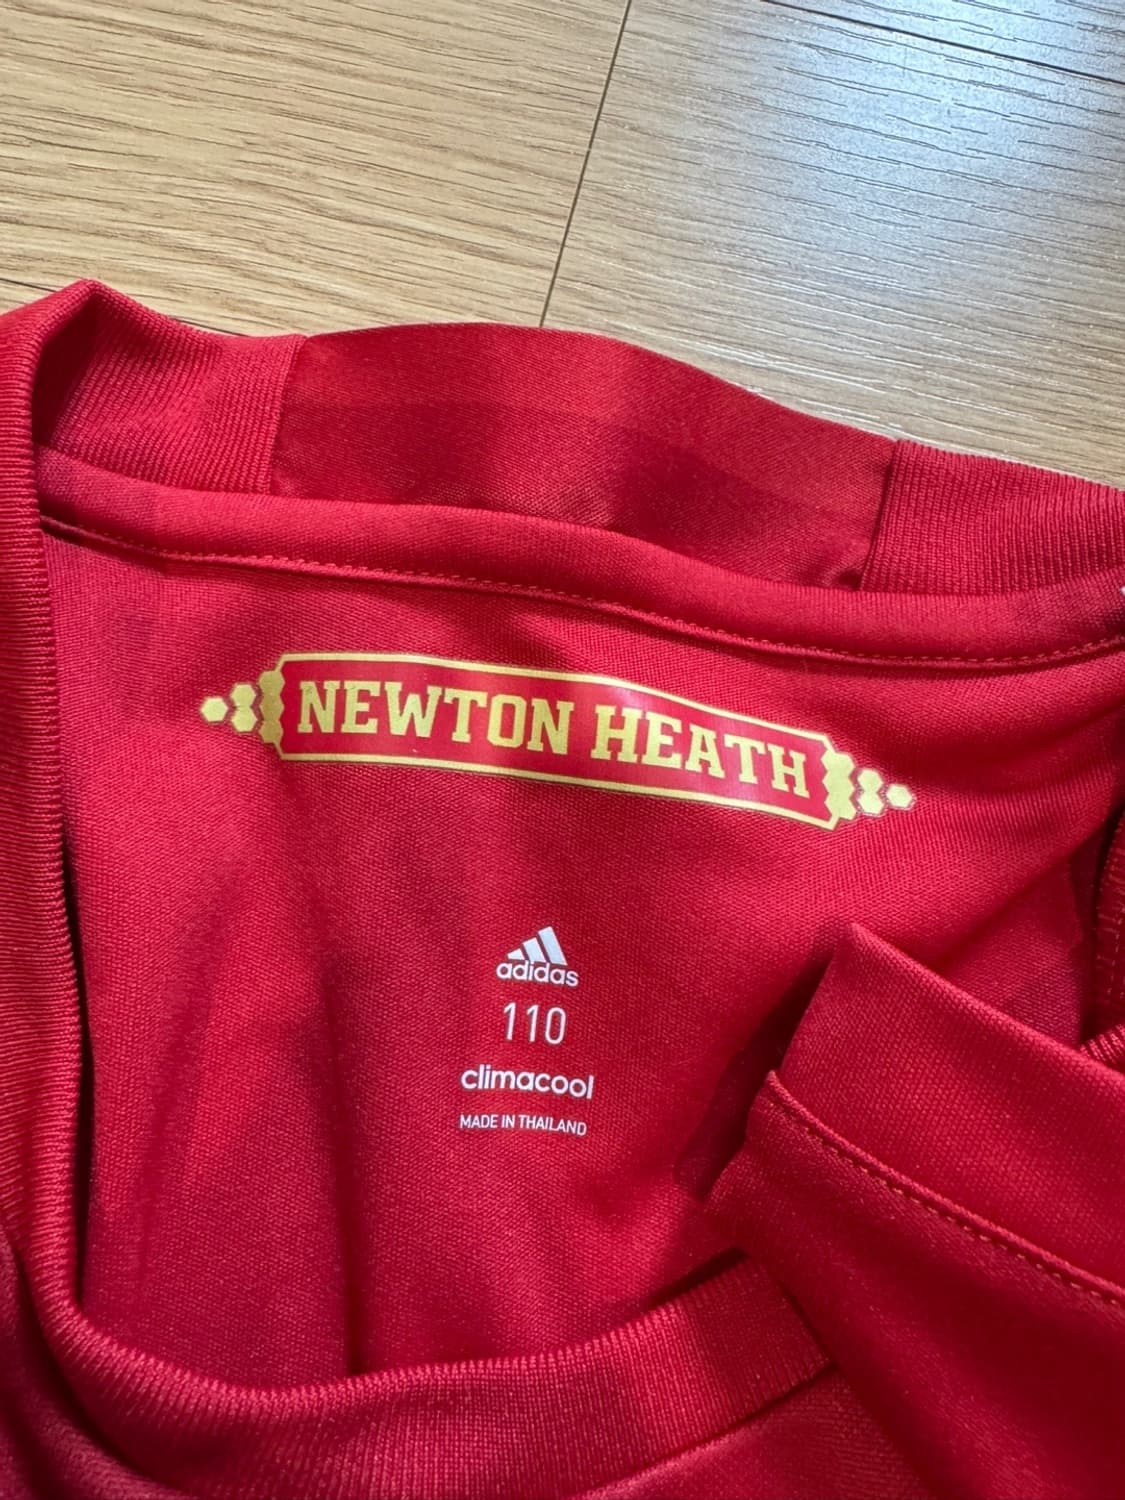 NEWTON HEATH
adidas
110
climacool
MADE IN THAILAND